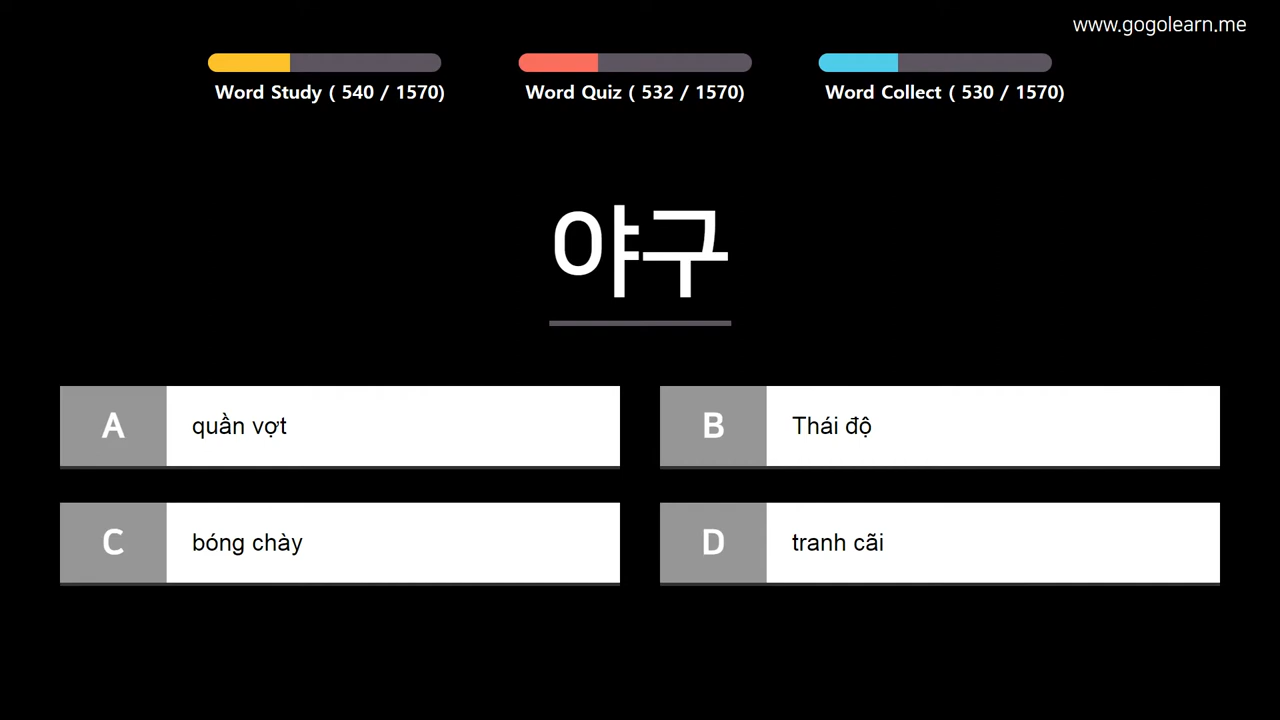 www.gogolearn.me
Word Study ( 540 / 1570)
Word Quiz ( 532 / 1570)
Word Collect ( 530 / 1570)
야구
A quần vợt
B Thái độ
C bóng chày
D tranh cãi